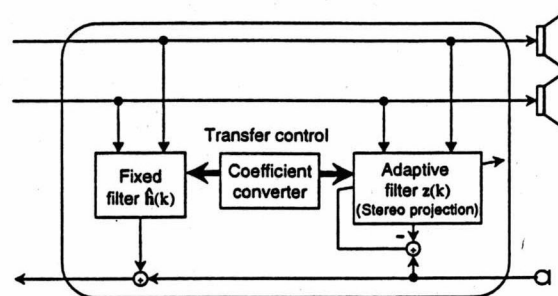 Transfer control
Fixed
filter ĥ(k)
Coefficient
converter
Adaptive
filter z(k)
(Stereo projection)
−
+
+